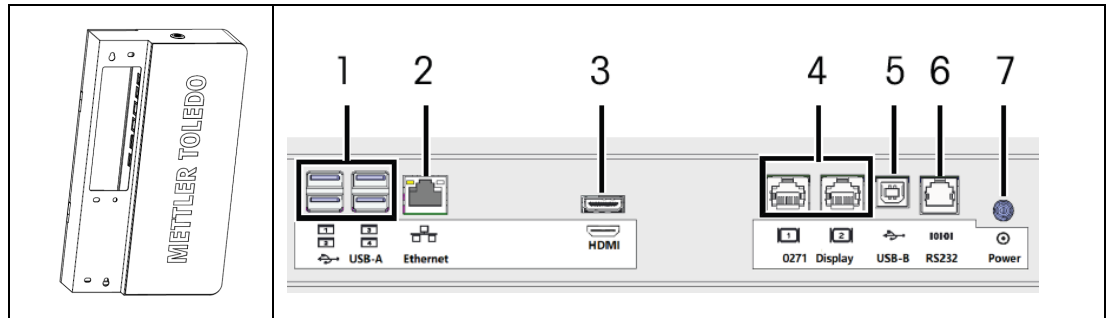 METTLER TOLEDO
1 2 3 4 5 6 7
1 3
2 4
USB-A Ethernet
HDMI
1 2 10101
0271 Display USB-B RS232 Power